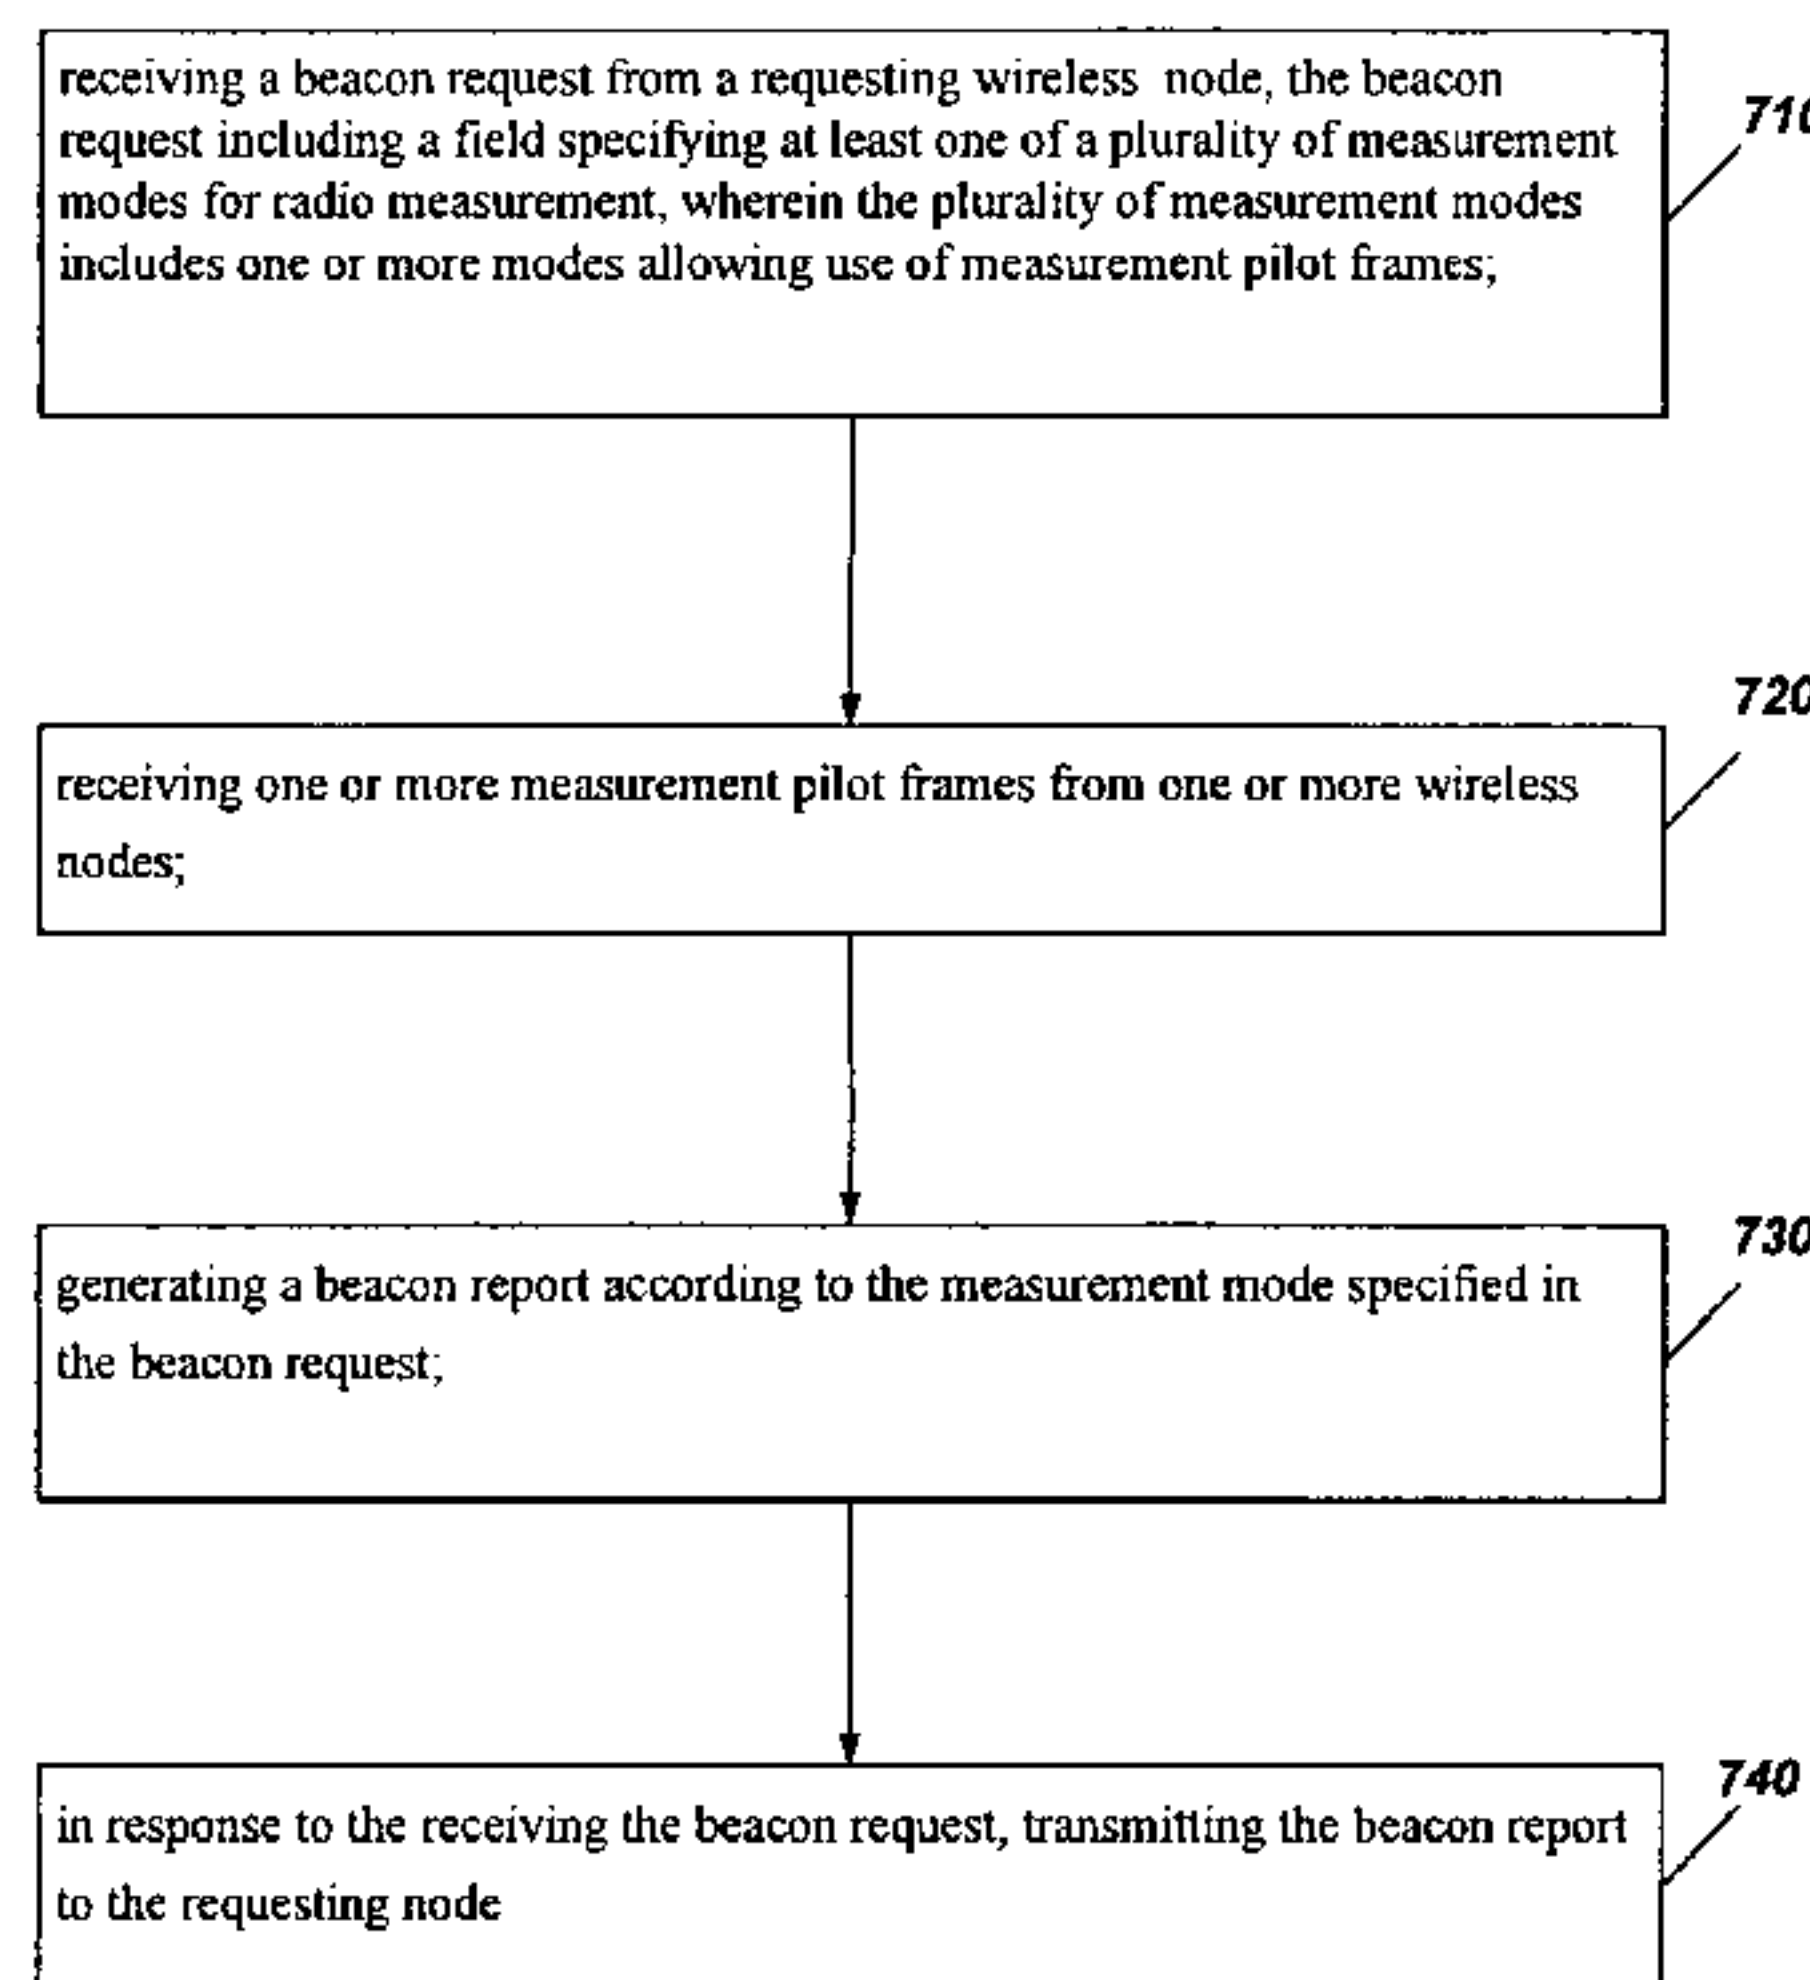 receiving a beacon request from a requesting wireless node, the beacon
request including a field specifying at least one of a plurality of measurement
modes for radio measurement, wherein the plurality of measurement modes
includes one or more modes allowing use of measurement pilot frames;
710
receiving one or more measurement pilot frames from one or more wireless
nodes;
720
generating a beacon report according to the measurement mode specified in
the beacon request;
730
in response to the receiving the beacon request, transmitting the beacon report
to the requesting node
740